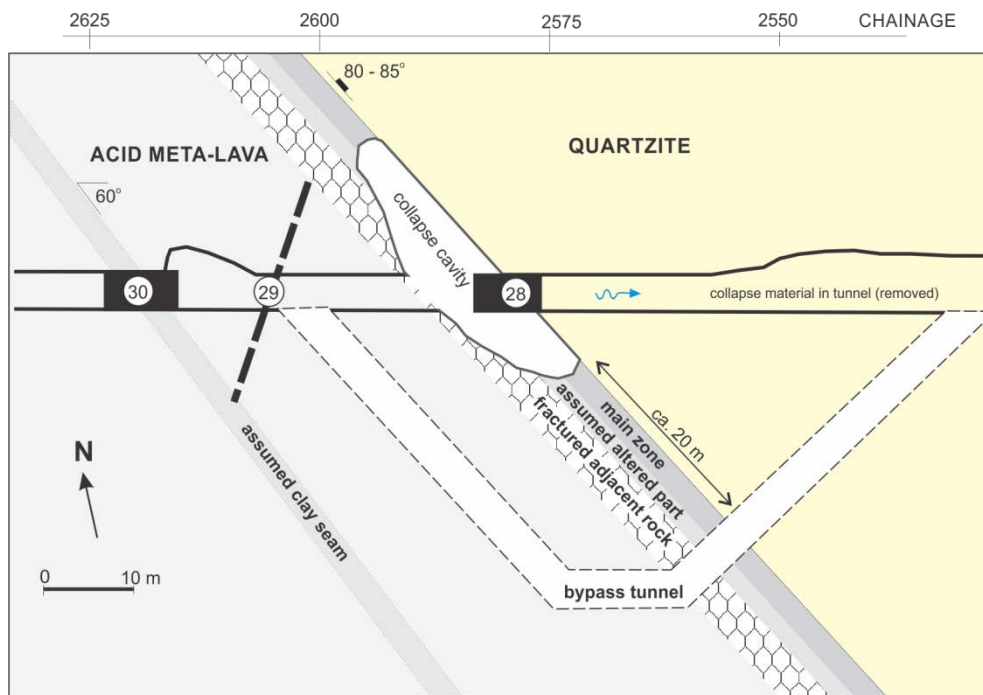 2625 2600 2575 2550 CHAINAGE
80 - 85°
ACID META-LAVA
QUARTZITE
60°
collapse cavity
30
29
28
collapse material in tunnel (removed)
ca. 20 m
main zone
assumed altered part
fractured adjacent rock
assumed clay seam
N
0 10 m
bypass tunnel